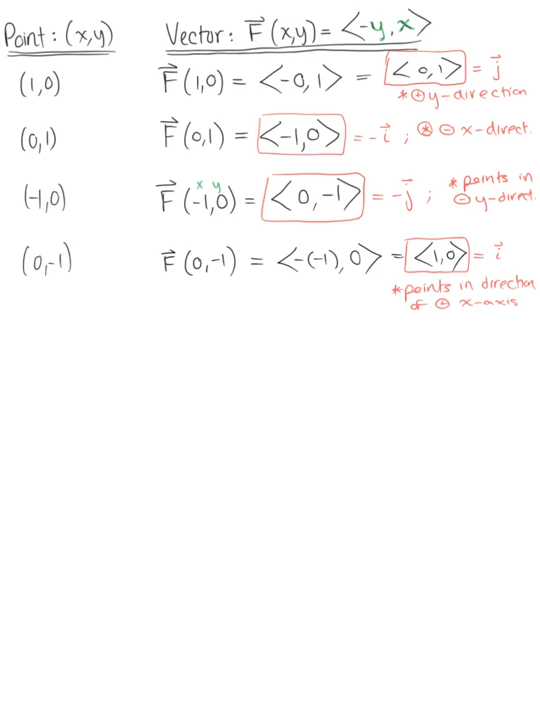 Point: (x,y) Vector: F⃗(x,y) = <-y, x>
(1,0) F⃗(1,0) = <-0, 1> = <0, 1> = j⃗
* ⊕ y-direction
(0,1) F⃗(0,1) = <-1,0> = -i⃗ ; ⊛ ⊖ x-direct.
x y
(-1,0) F⃗(-1,0) = <0, -1> = -j⃗ ; * points in
⊖ y-direct.
(0,-1) F⃗(0,-1) = <-(-1), 0> = <1,0> = i⃗
* points in direction
of ⊕ x-axis